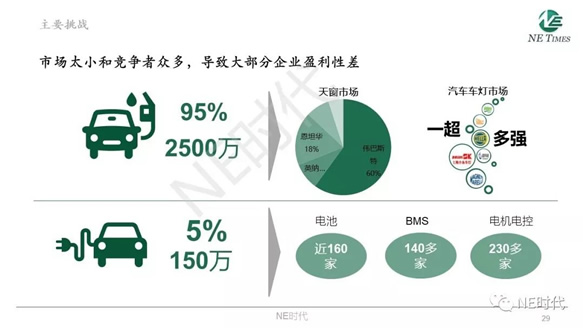 主要挑战
NE TIMES
市场太小和竞争者众多，导致大部分企业盈利性差
95%
2500万
天窗市场
恩坦华
18%
英纳...
伟巴斯
特
60%
汽车车灯市场
一超
多强
5%
150万
电池
近160
家
BMS
140多
家
电机电控
230多
家
NE时代
NE时代
NE时代
29